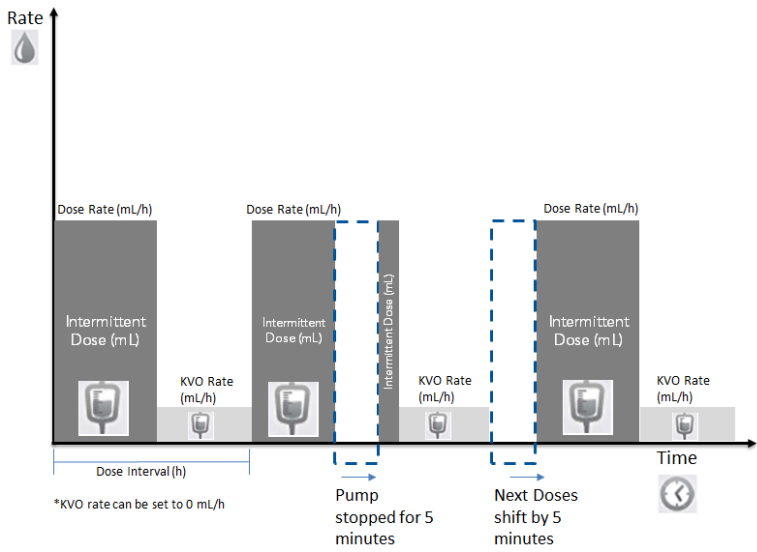 Rate
Dose Rate (mL/h)
Dose Rate (mL/h)
Dose Rate (mL/h)
Intermittent
Dose (mL)
Intermittent
Dose (mL)
Intermittent Dose (mL)
Intermittent
Dose (mL)
KVO Rate
(mL/h)
KVO Rate
(mL/h)
KVO Rate
(mL/h)
Dose Interval (h)
Time
*KVO rate can be set to 0 mL/h
Pump
stopped for 5
minutes
Next Doses
shift by 5
minutes